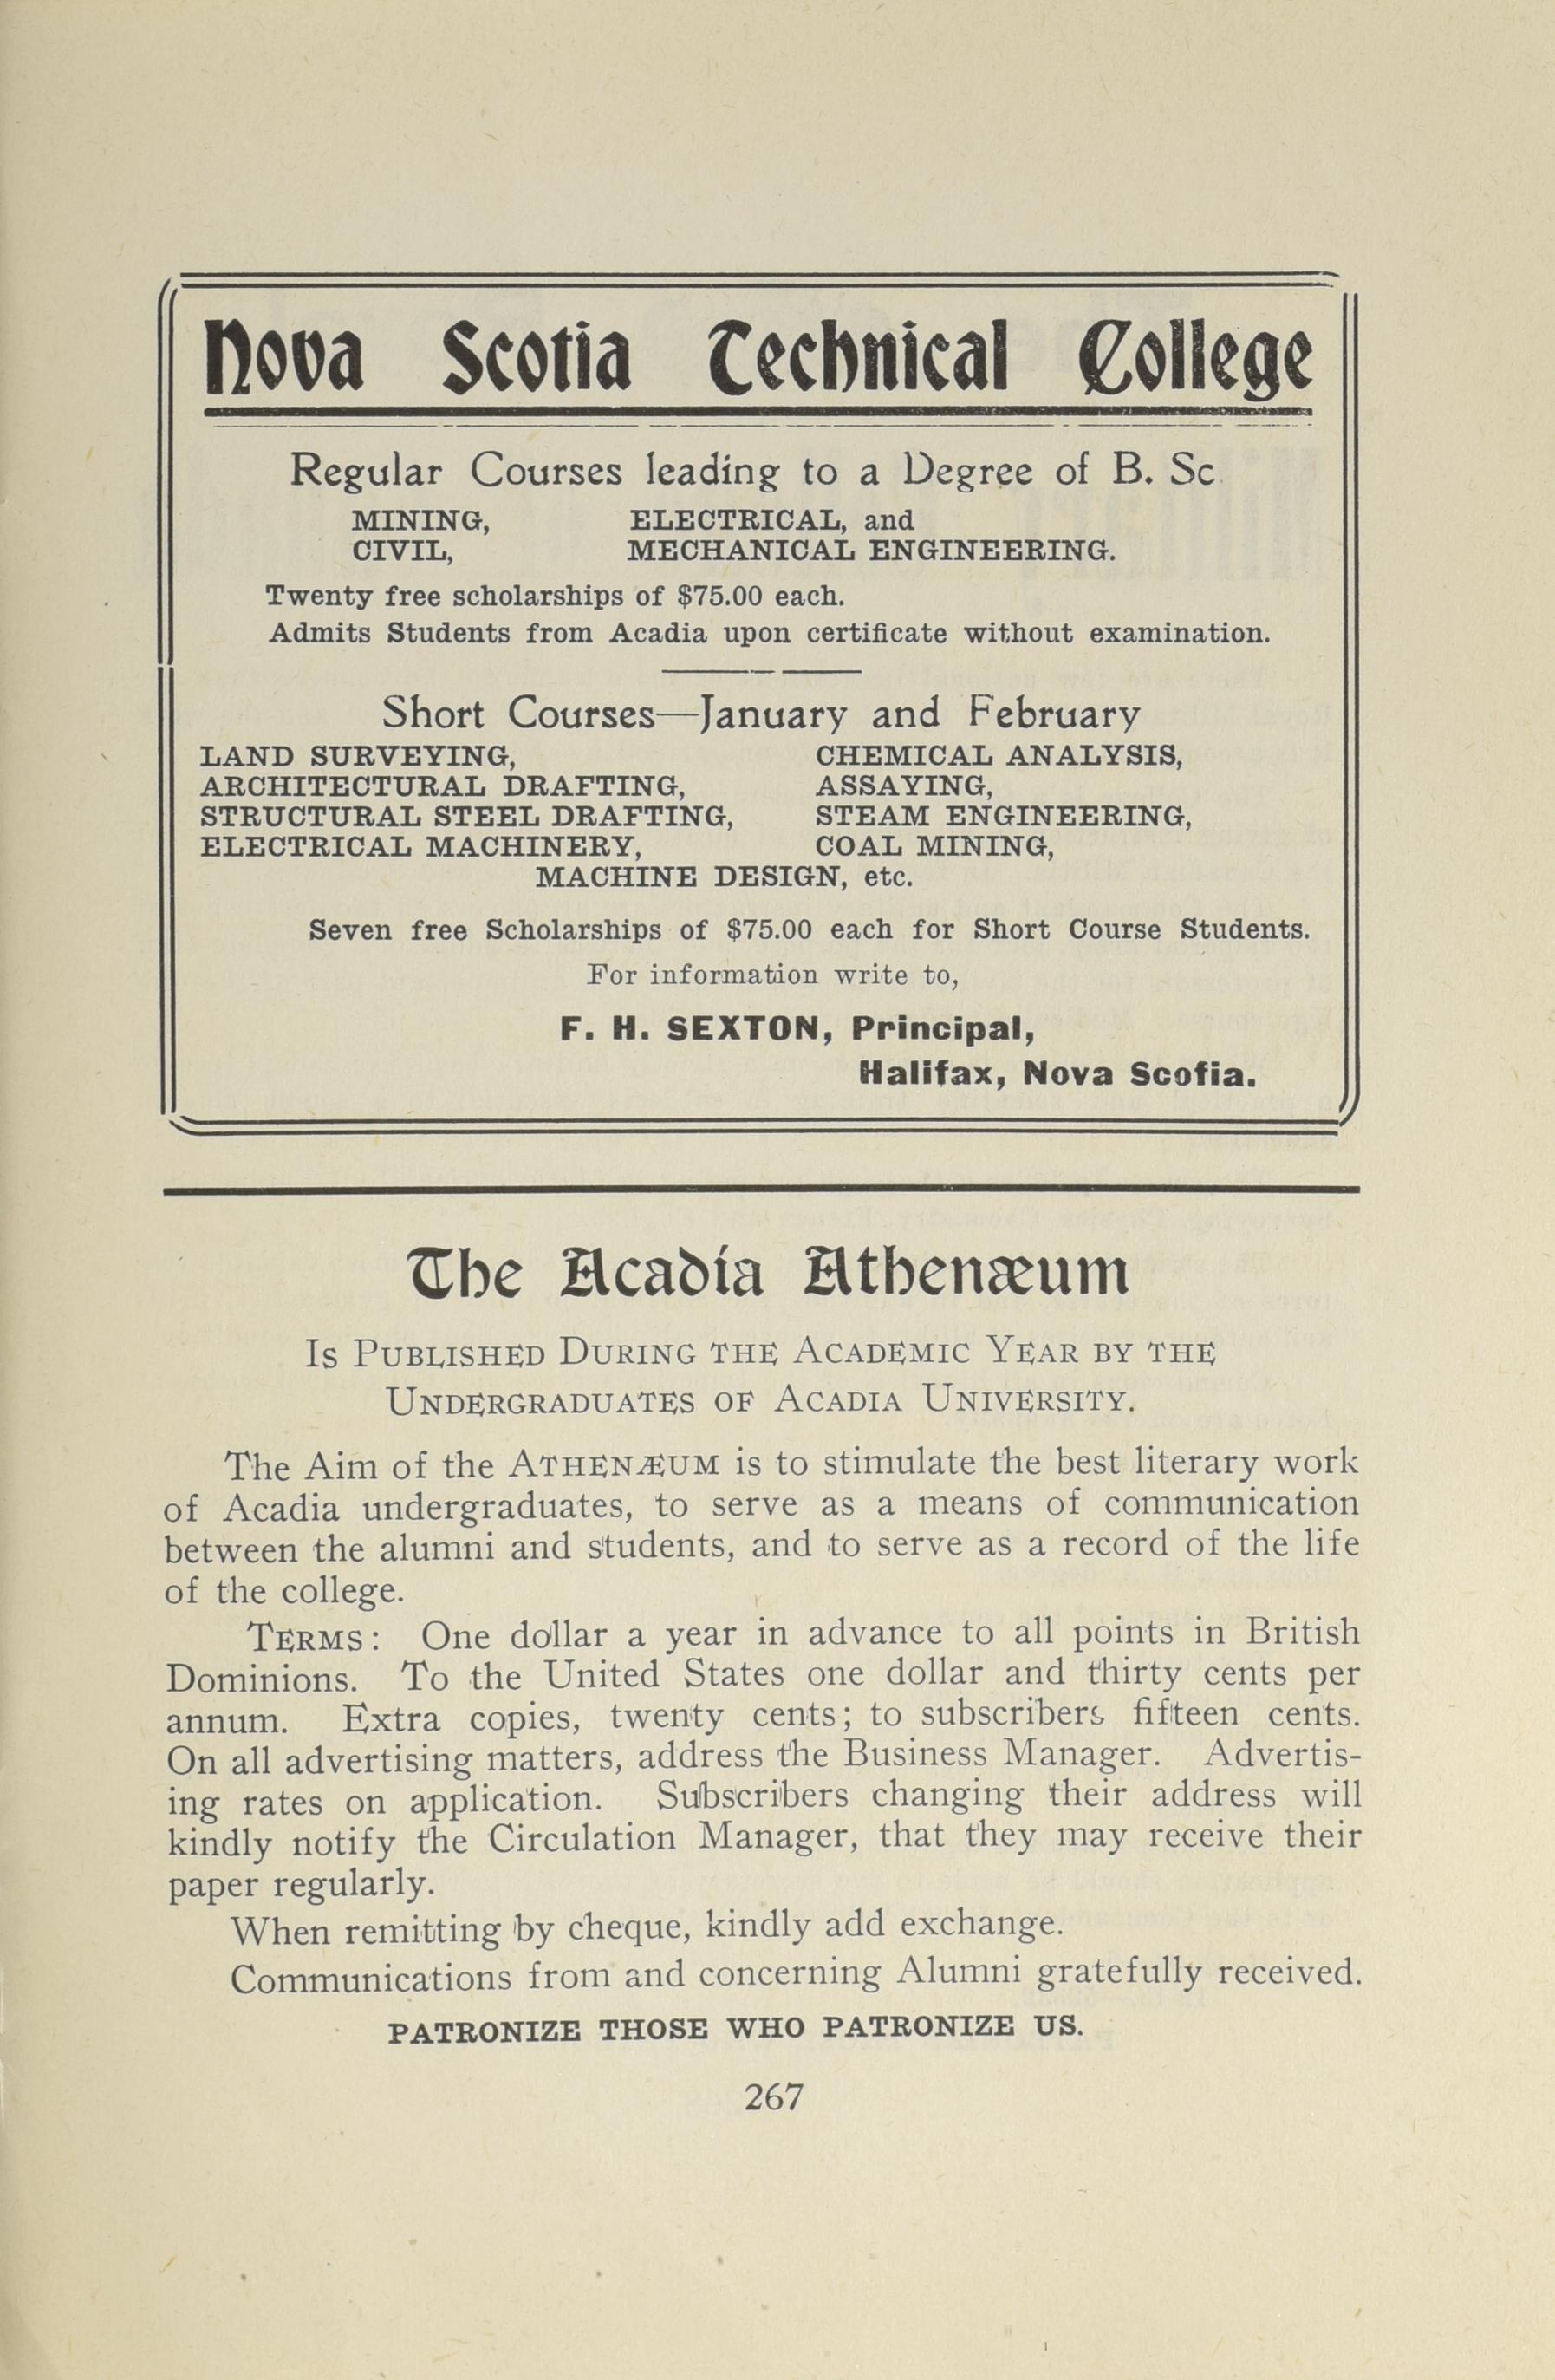 Nova Scotia Technical College
Regular Courses leading to a Degree of B. Sc.
MINING, ELECTRICAL, and
CIVIL, MECHANICAL ENGINEERING.
Twenty free scholarships of $75.00 each.
Admits Students from Acadia upon certificate without examination.
Short Courses—January and February
LAND SURVEYING, CHEMICAL ANALYSIS,
ARCHITECTURAL DRAFTING, ASSAYING,
STRUCTURAL STEEL DRAFTING, STEAM ENGINEERING,
ELECTRICAL MACHINERY, COAL MINING,
MACHINE DESIGN, etc.
Seven free Scholarships of $75.00 each for Short Course Students.
For information write to,
F. H. SEXTON, Principal,
Halifax, Nova Scotia.
The Acadia Athenæum
Is Published During the Academic Year by the
Undergraduates of Acadia University.
The Aim of the ATHENÆUM is to stimulate the best literary work
of Acadia undergraduates, to serve as a means of communication
between the alumni and students, and to serve as a record of the life
of the college.
TERMS: One dollar a year in advance to all points in British
Dominions. To the United States one dollar and thirty cents per
annum. Extra copies, twenty cents; to subscribers fifteen cents.
On all advertising matters, address the Business Manager. Advertis-
ing rates on application. Subscribers changing their address will
kindly notify the Circulation Manager, that they may receive their
paper regularly.
When remitting by cheque, kindly add exchange.
Communications from and concerning Alumni gratefully received.
PATRONIZE THOSE WHO PATRONIZE US.
267